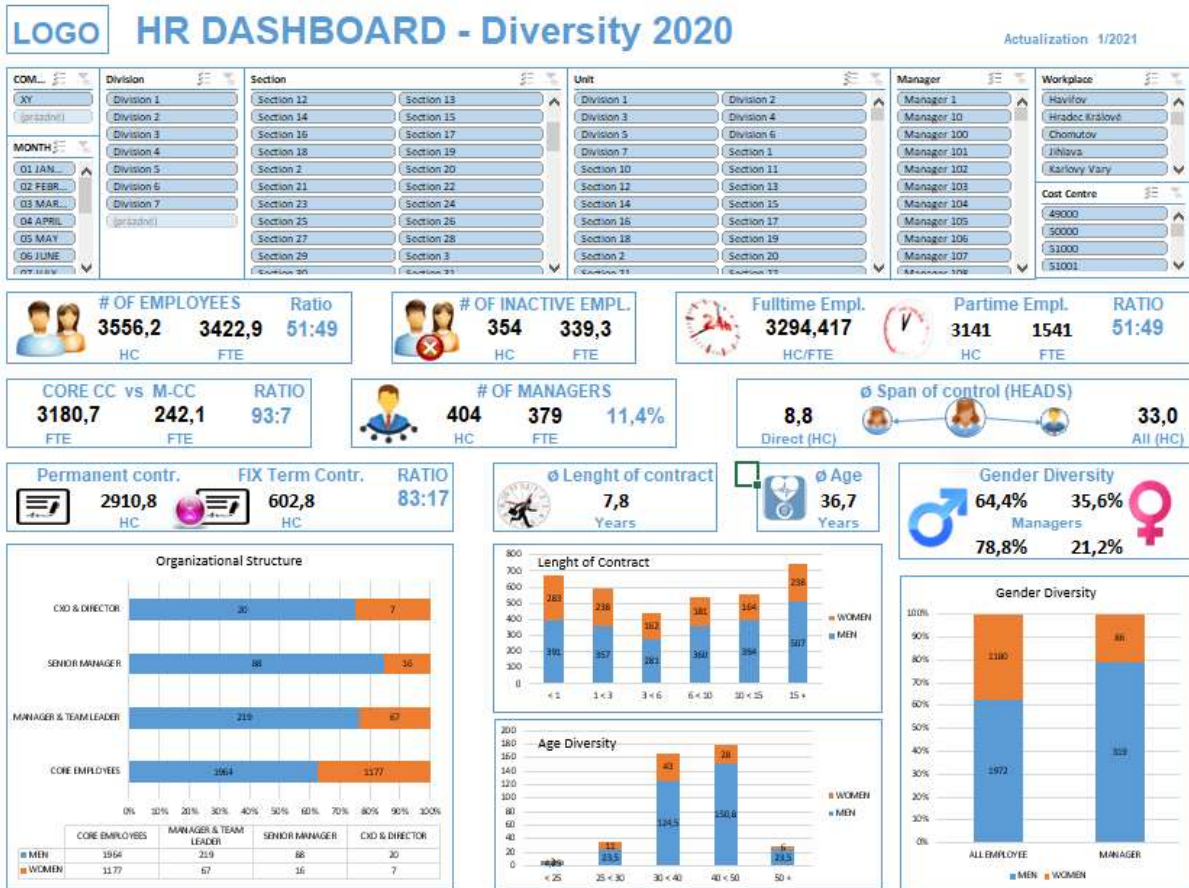 LOGO
HR DASHBOARD - Diversity 2020
Actualization 1/2021
COM...
XY
(prázdné)
MONTH
01 JAN...
02 FEBR...
03 MAR...
04 APRIL
05 MAY
06 JUNE
07 JULY
Division
Division 1
Division 2
Division 3
Division 4
Division 5
Division 6
Division 7
(prázdné)
Section
Section 12 Section 13
Section 14 Section 15
Section 16 Section 17
Section 18 Section 19
Section 2 Section 20
Section 21 Section 22
Section 23 Section 24
Section 25 Section 26
Section 27 Section 28
Section 29 Section 3
Section 30 Section 31
Unit
Division 1 Division 2
Division 3 Division 4
Division 5 Division 6
Division 7 Section 1
Section 10 Section 11
Section 12 Section 13
Section 14 Section 15
Section 16 Section 17
Section 18 Section 19
Section 2 Section 20
Section 21 Section 22
Manager
Manager 1
Manager 10
Manager 100
Manager 101
Manager 102
Manager 103
Manager 104
Manager 105
Manager 106
Manager 107
Manager 108
Workplace
Havířov
Hradec Králové
Chomutov
Jihlava
Karlovy Vary
Cost Centre
49000
50000
51000
51001
# OF EMPLOYEES Ratio
3556,2 3422,9 51:49
HC FTE
# OF INACTIVE EMPL.
354 339,3
HC FTE
24h
Fulltime Empl. Partime Empl. RATIO
3294,417 3141 1541 51:49
HC/FTE HC FTE
CORE CC vs M-CC RATIO
3180,7 242,1 93:7
FTE FTE
# OF MANAGERS
404 379 11,4%
HC FTE
ø Span of control (HEADS)
8,8 33,0
Direct (HC) All (HC)
Permanent contr. FIX Term Contr. RATIO
2910,8 602,8 83:17
HC HC
ø Lenght of contract
7,8
Years
ø Age
36,7
Years
Gender Diversity
64,4% 35,6%
Managers
78,8% 21,2%
Organizational Structure
CXO & DIRECTOR 20 7
SENIOR MANAGER 88 16
MANAGER & TEAM LEADER 219 67
CORE EMPLOYEES 1964 1177
0% 10% 20% 30% 40% 50% 60% 70% 80% 90% 100%
CORE EMPLOYEES MANAGER & TEAM LEADER SENIOR MANAGER CXO & DIRECTOR
MEN 1964 219 88 20
WOMEN 1177 67 16 7
Lenght of Contract
800
700
600
500
400
300
200
100
0
283 238 162 181 164 238
391 357 281 360 394 507
< 1 1 < 3 3 < 6 6 < 10 10 < 15 15 +
WOMEN
MEN
Age Diversity
200
180
160
140
120
100
80
60
40
20
0
11 43 28 6
23,5 124,5 150,8 23,5
< 25 25 < 30 30 < 40 40 < 50 50 +
WOMEN
MEN
Gender Diversity
100%
90%
80%
70%
60%
50%
40%
30%
20%
10%
0%
1180 86
1972 319
ALL EMPLOYEE MANAGER
MEN WOMEN